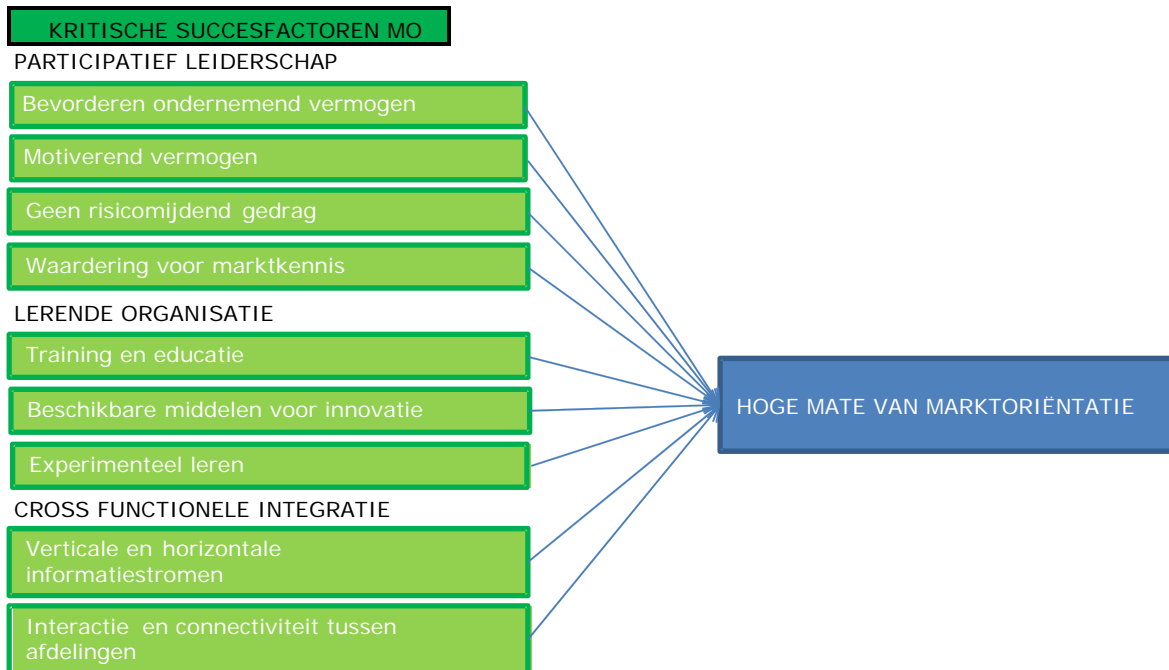 KRITISCHE SUCCESFACTOREN MO
PARTICIPATIEF LEIDERSCHAP
Bevorderen ondernemend vermogen
Motiverend vermogen
Geen risicomijdend gedrag
Waardering voor marktkennis
LERENDE ORGANISATIE
Training en educatie
Beschikbare middelen voor innovatie
Experimenteel leren
CROSS FUNCTIONELE INTEGRATIE
Verticale en horizontale
informatiestromen
Interactie en connectiviteit tussen
afdelingen
HOGE MATE VAN MARKTORIËNTATIE